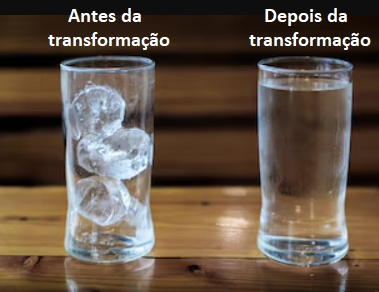 Antes da
transformação
Depois da
transformação